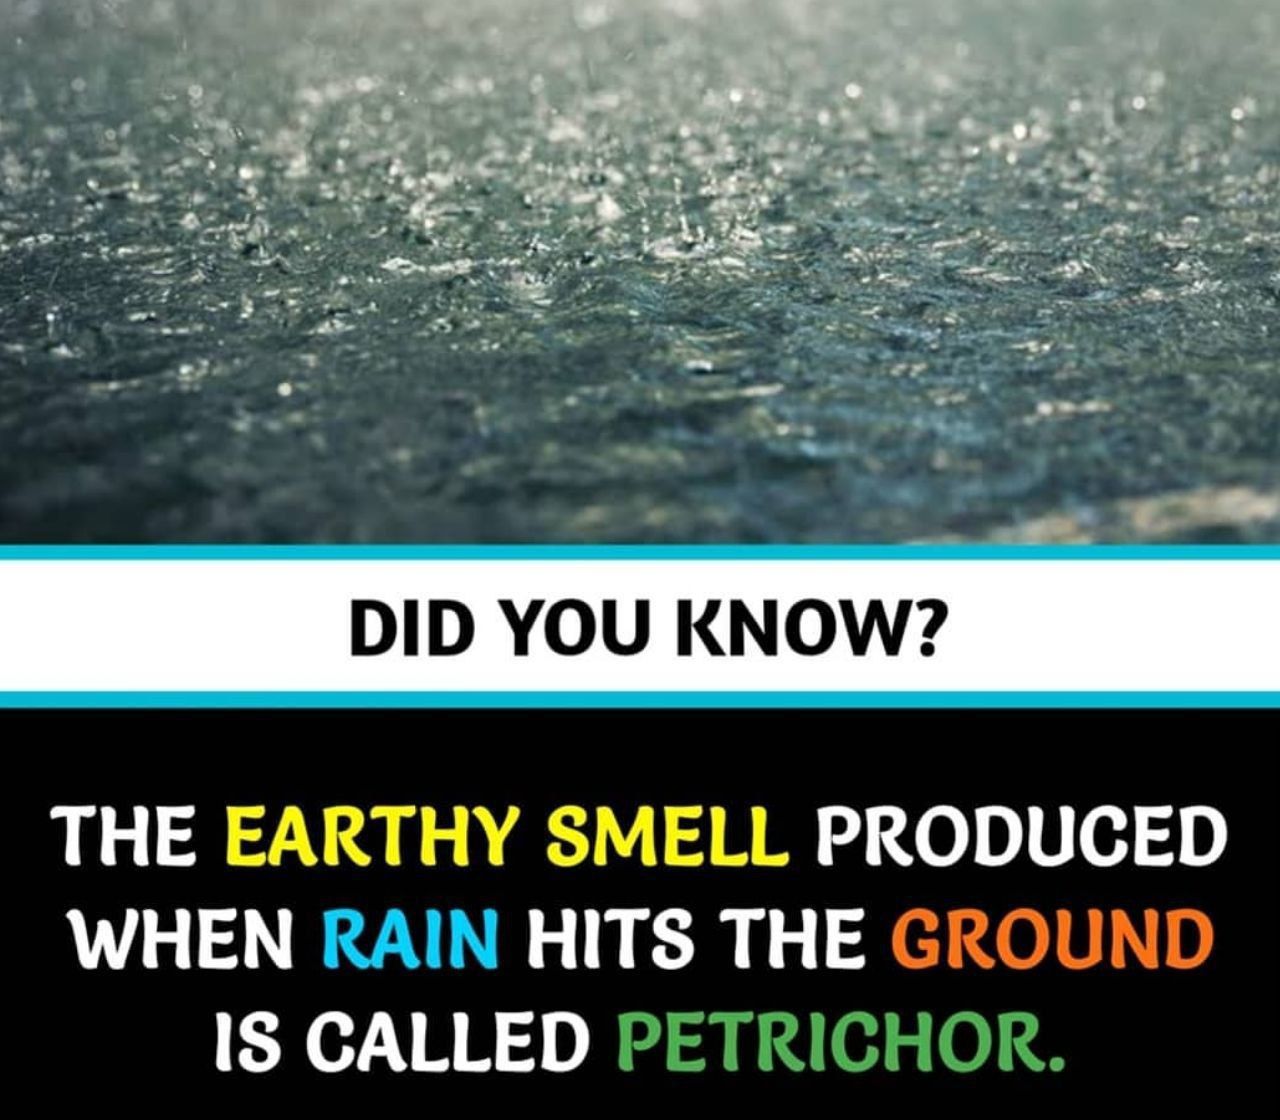 DID YOU KNOW?
THE EARTHY SMELL PRODUCED
WHEN RAIN HITS THE GROUND
IS CALLED PETRICHOR.